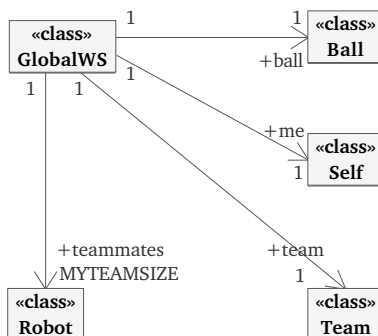 «class»
GlobalWS
1
1
«class»
Ball
+ball
1
1
1
+me
1
«class»
Self
+teammates
MYTEAMSIZE
+team
1
«class»
Robot
«class»
Team